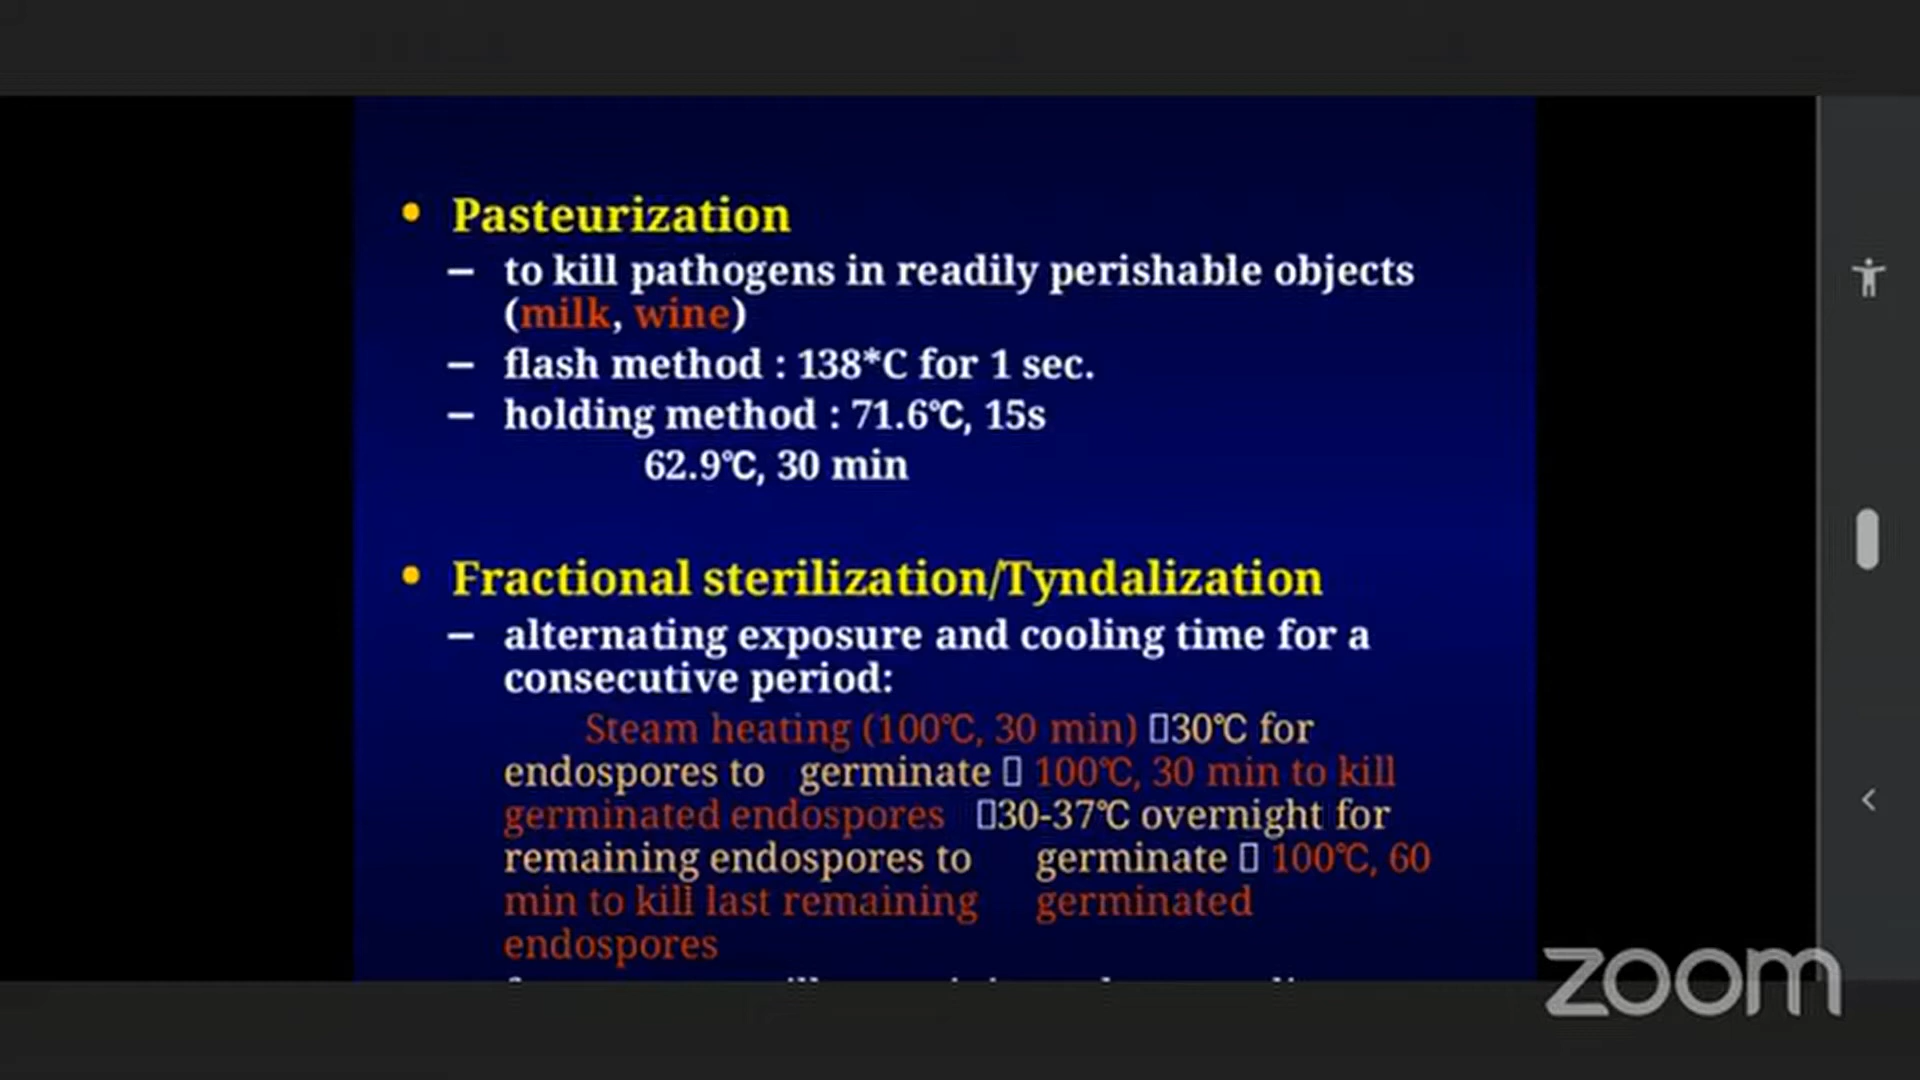 • Pasteurization
– to kill pathogens in readily perishable objects
(milk, wine)
– flash method : 138*C for 1 sec.
– holding method : 71.6℃, 15s
62.9℃, 30 min
• Fractional sterilization/Tyndalization
– alternating exposure and cooling time for a
consecutive period:
Steam heating (100℃, 30 min) ▯30℃ for
endospores to germinate ▯ 100℃, 30 min to kill
germinated endospores ▯30-37℃ overnight for
remaining endospores to germinate ▯ 100℃, 60
min to kill last remaining germinated
endospores
zoom